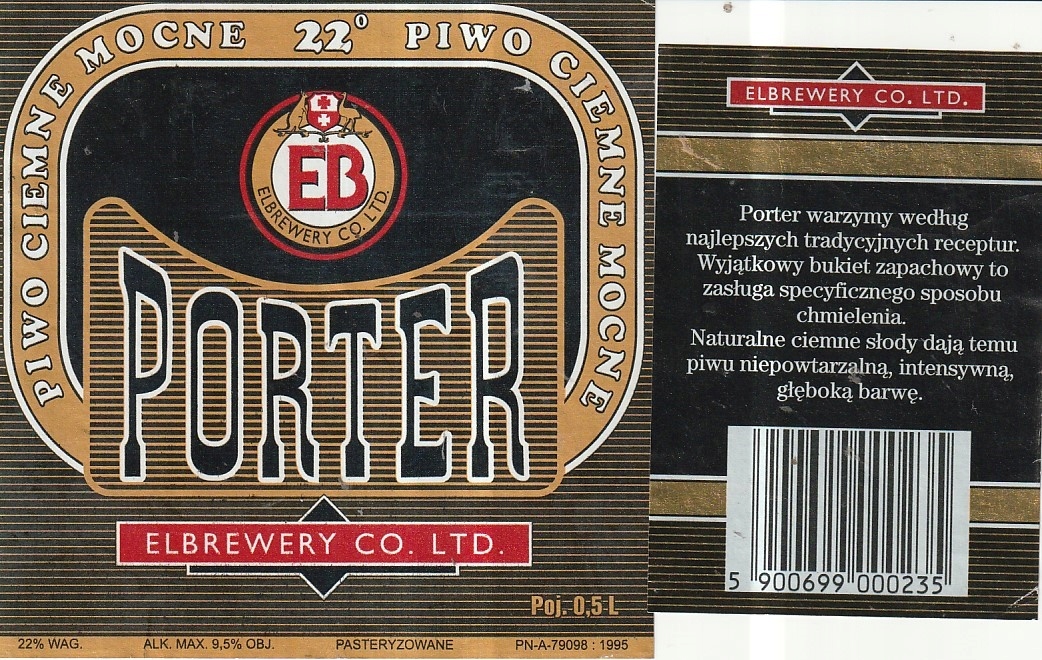 PIWO CIEMNE MOCNE 22° PIWO CIEMNE MOCNE
EB
ELBREWERY CO. LTD.
PORTER
ELBREWERY CO. LTD.
Poj. 0,5 L
22% WAG. ALK. MAX. 9,5% OBJ. PASTERYZOWANE PN-A-79098 : 1995
ELBREWERY CO. LTD.
Porter warzymy według
najlepszych tradycyjnych receptur.
Wyjątkowy bukiet zapachowy to
zasługa specyficznego sposobu
chmielenia.
Naturalne ciemne słody dają temu
piwu niepowtarzalną, intensywną,
głęboką barwę.
5 900699 000235